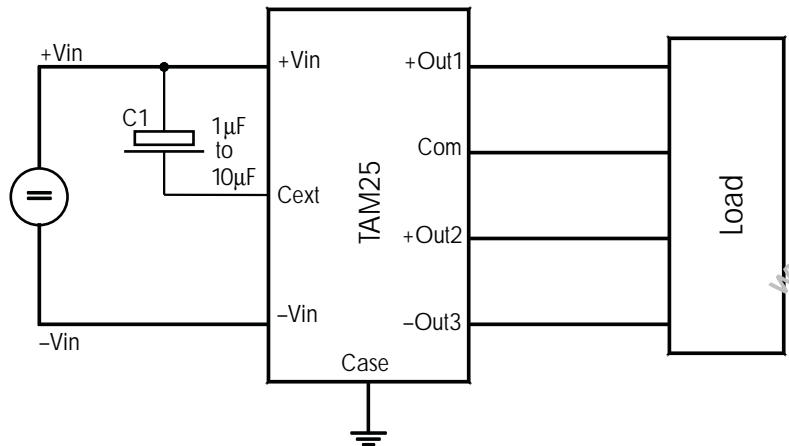 +Vin
+Vin
+Out1
C1
1µF
to
10µF
Com
Cext
TAM25
+Out2
Load
–Vin
–Out3
–Vin
Case